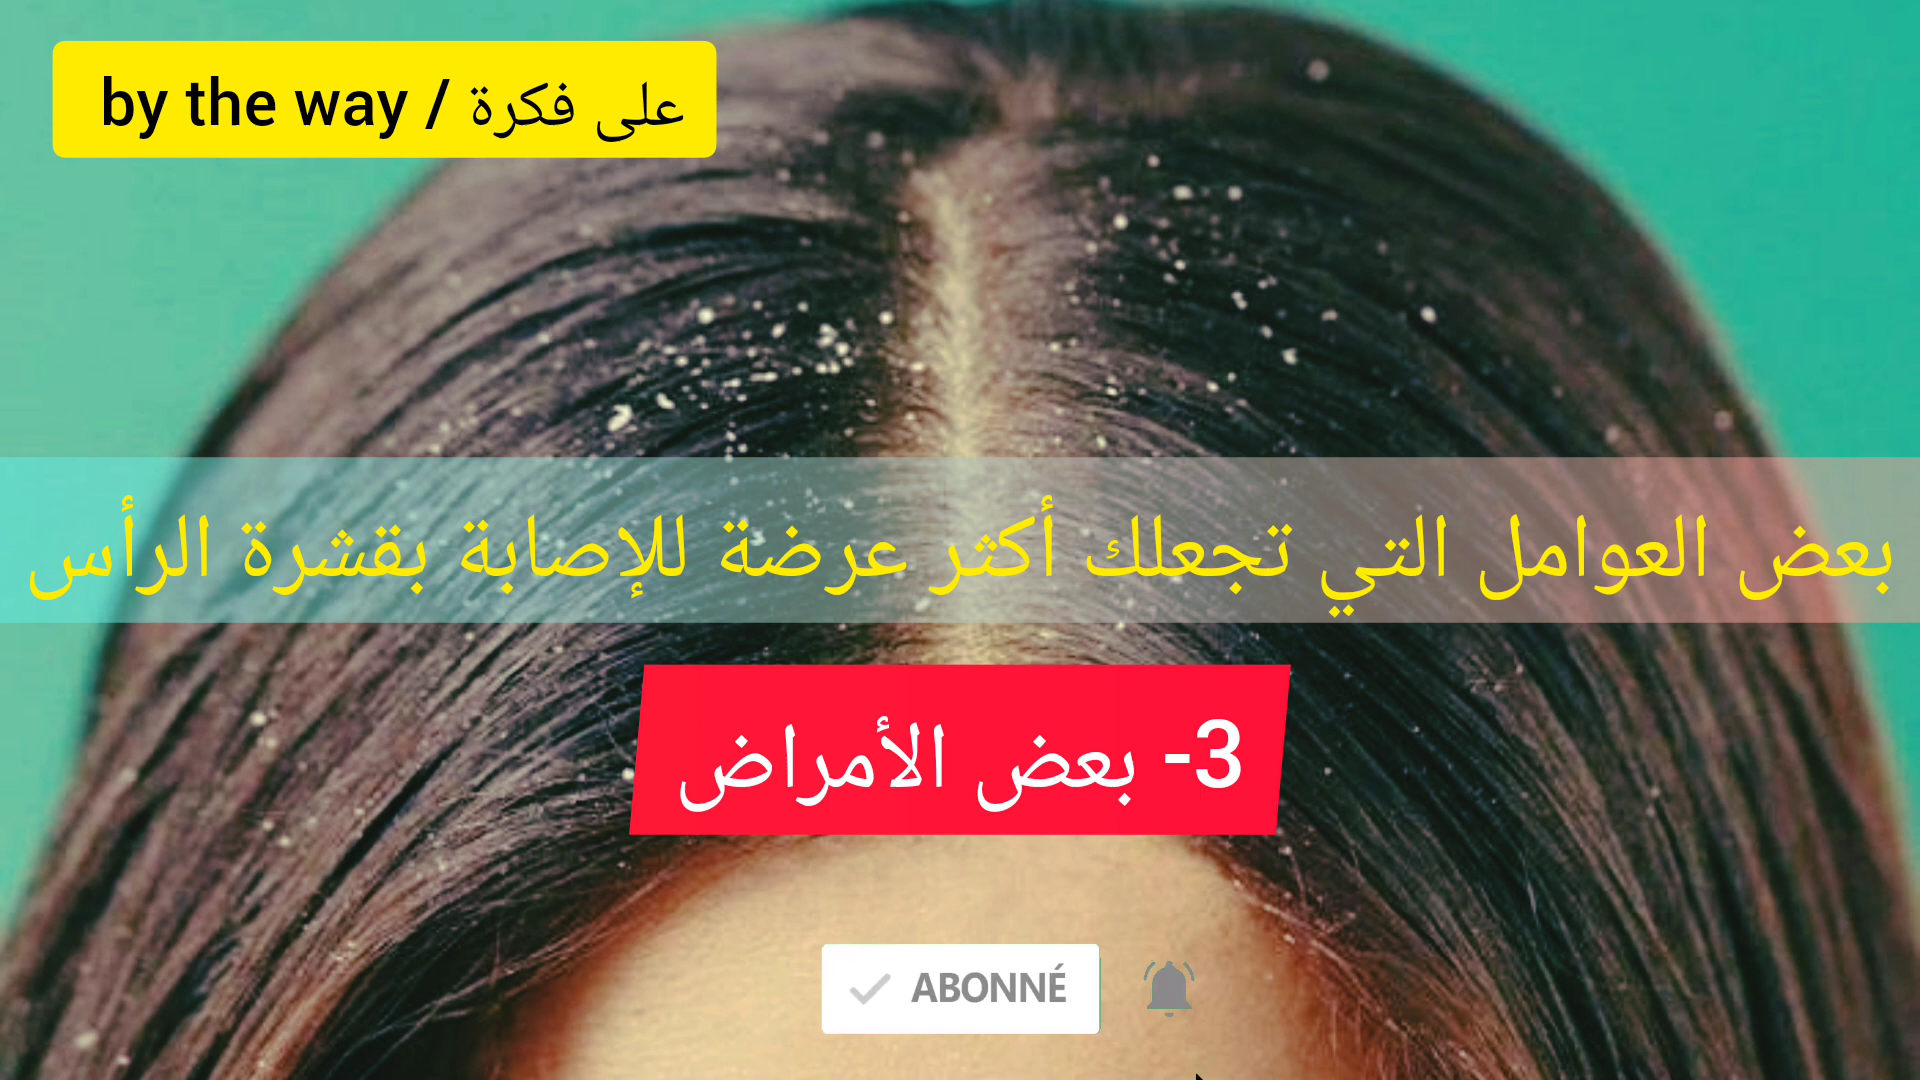 by the way / على فكرة
بعض العوامل التي تجعلك أكثر عرضة للإصابة بقشرة الرأس
3- بعض الأمراض
ABONNÉ